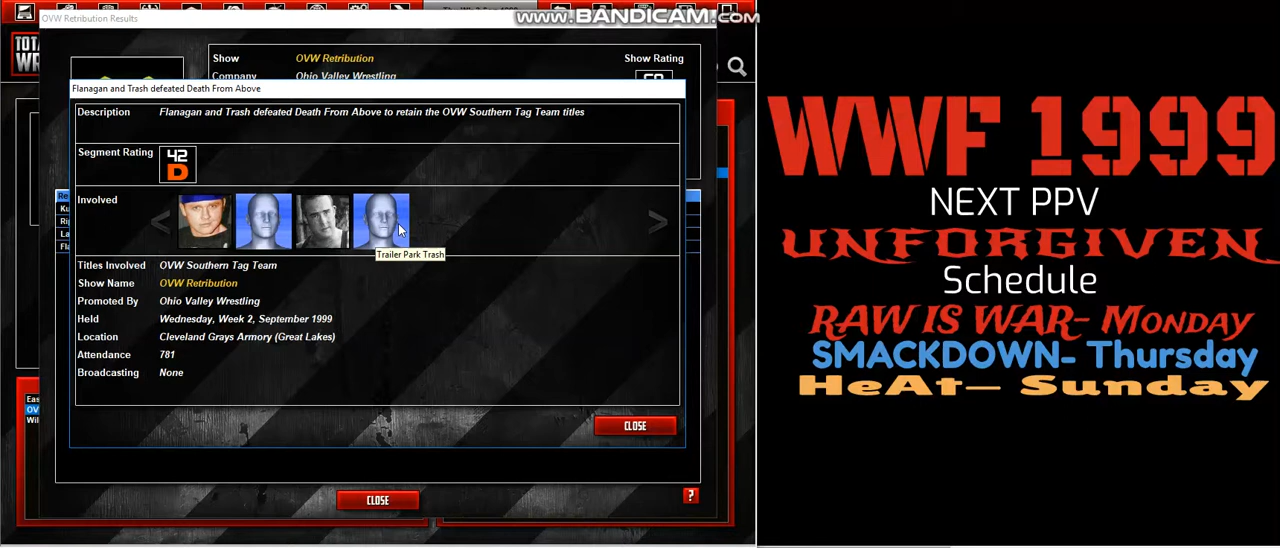 OVW Retribution Results
www.BANDICAM.com
Show OVW Retribution Show Rating
Company Ohio Valley Wrestling
Flanagan and Trash defeated Death From Above
Description Flanagan and Trash defeated Death From Above to retain the OVW Southern Tag Team titles
Segment Rating 42
D
Involved
Trailer Park Trash
Titles Involved OVW Southern Tag Team
Show Name OVW Retribution
Promoted By Ohio Valley Wrestling
Held Wednesday, Week 2, September 1999
Location Cleveland Grays Armory (Great Lakes)
Attendance 781
Broadcasting None
CLOSE
CLOSE
?
WWF 1999
NEXT PPV
UNFORGIVEN
Schedule
RAW IS WAR- Monday
SMACKDOWN- Thursday
HeAt— Sunday